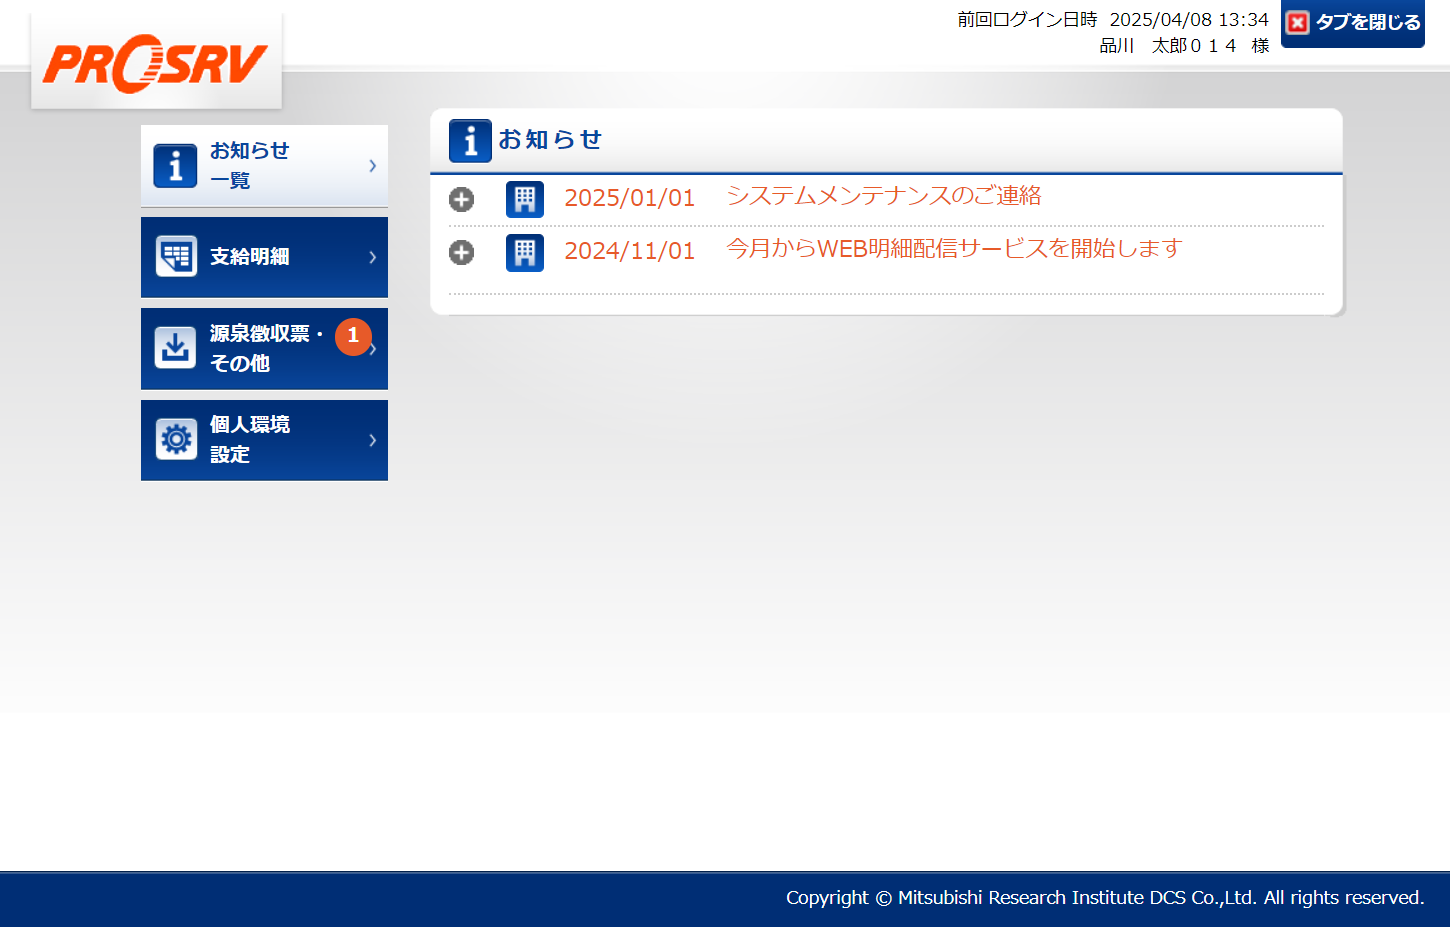 PROSRV
前回ログイン日時 2025/04/08 13:34
品川　太郎０１４ 様
タブを閉じる
お知らせ
一覧
支給明細
源泉徴収票・
その他
1
個人環境
設定
お知らせ
2025/01/01 システムメンテナンスのご連絡
2024/11/01 今月からWEB明細配信サービスを開始します
Copyright © Mitsubishi Research Institute DCS Co.,Ltd. All rights reserved.